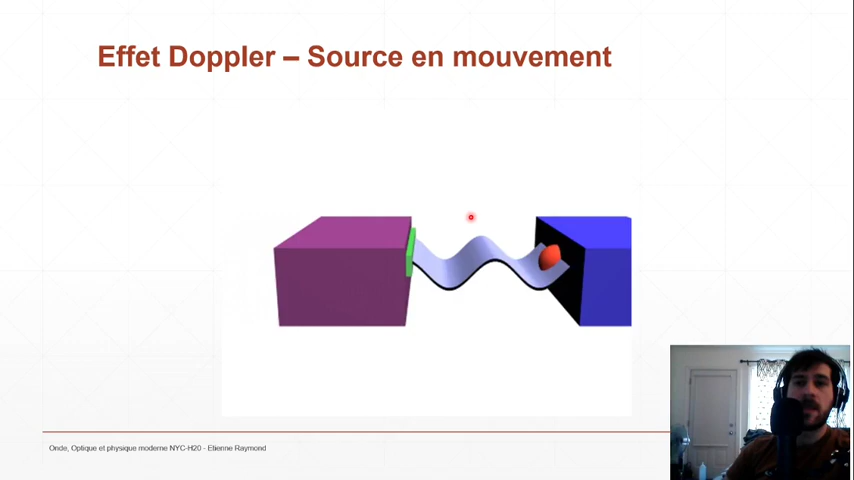 Effet Doppler – Source en mouvement
Onde, Optique et physique moderne NYC-H20 - Etienne Raymond